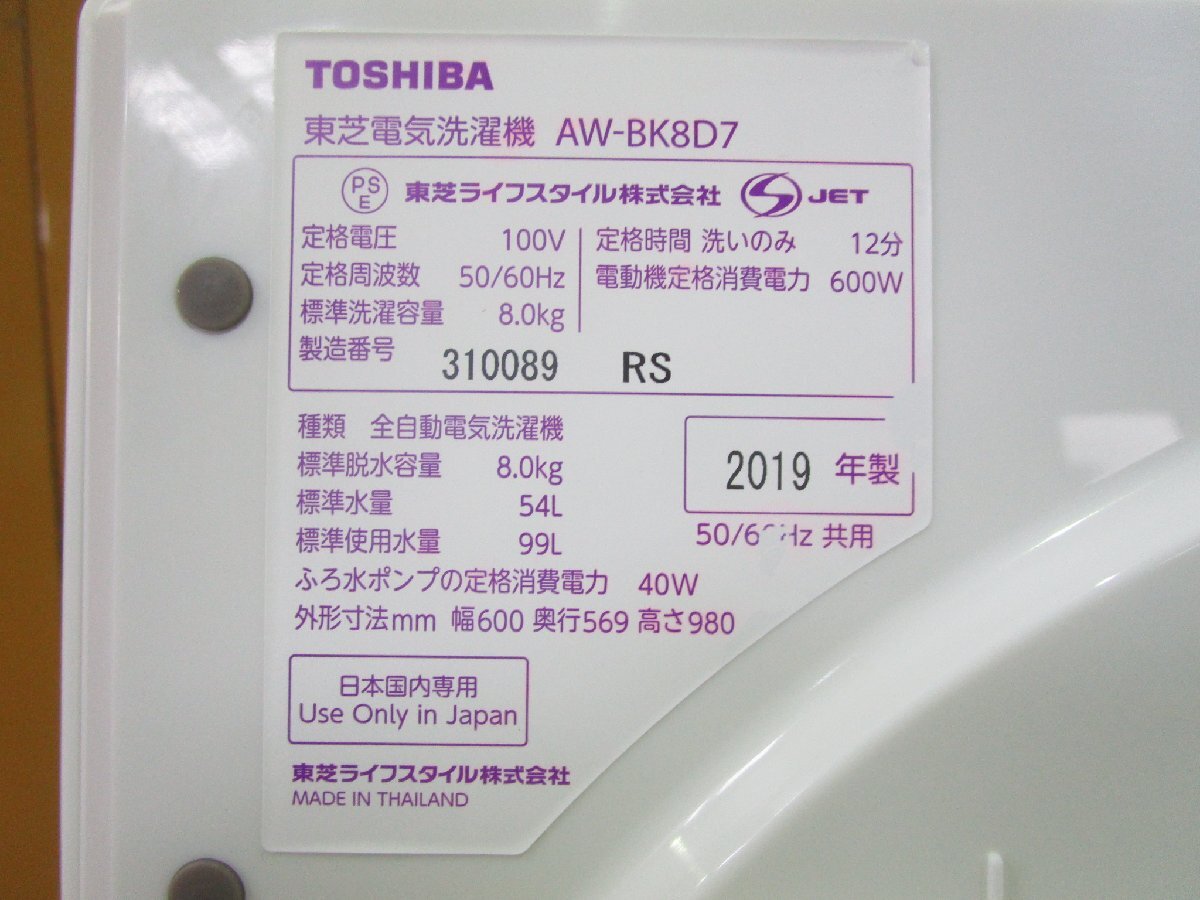 TOSHIBA
東芝電気洗濯機 AW-BK8D7
PS E 東芝ライフスタイル株式会社 S JET
定格電圧 100V
定格周波数 50/60Hz
標準洗濯容量 8.0kg
定格時間 洗いのみ 12分
電動機定格消費電力 600W
製造番号 310089 RS
種類 全自動電気洗濯機
標準脱水容量 8.0kg
標準水量 54L
標準使用水量 99L
2019 年製
50/60Hz 共用
ふろ水ポンプの定格消費電力 40W
外形寸法mm 幅600 奥行569 高さ980
日本国内専用
Use Only in Japan
東芝ライフスタイル株式会社
MADE IN THAILAND